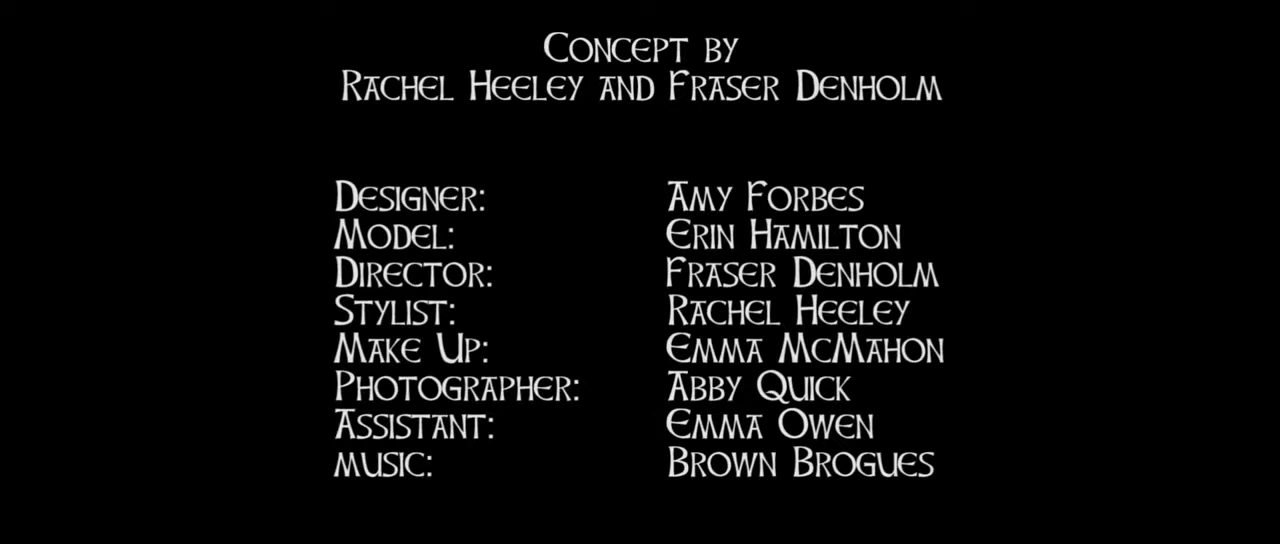 Concept by
Rachel Heeley and Fraser Denholm
Designer: Amy Forbes
Model: Erin Hamilton
Director: Fraser Denholm
Stylist: Rachel Heeley
Make Up: Emma McMahon
Photographer: Abby Quick
Assistant: Emma Owen
music: Brown Brogues